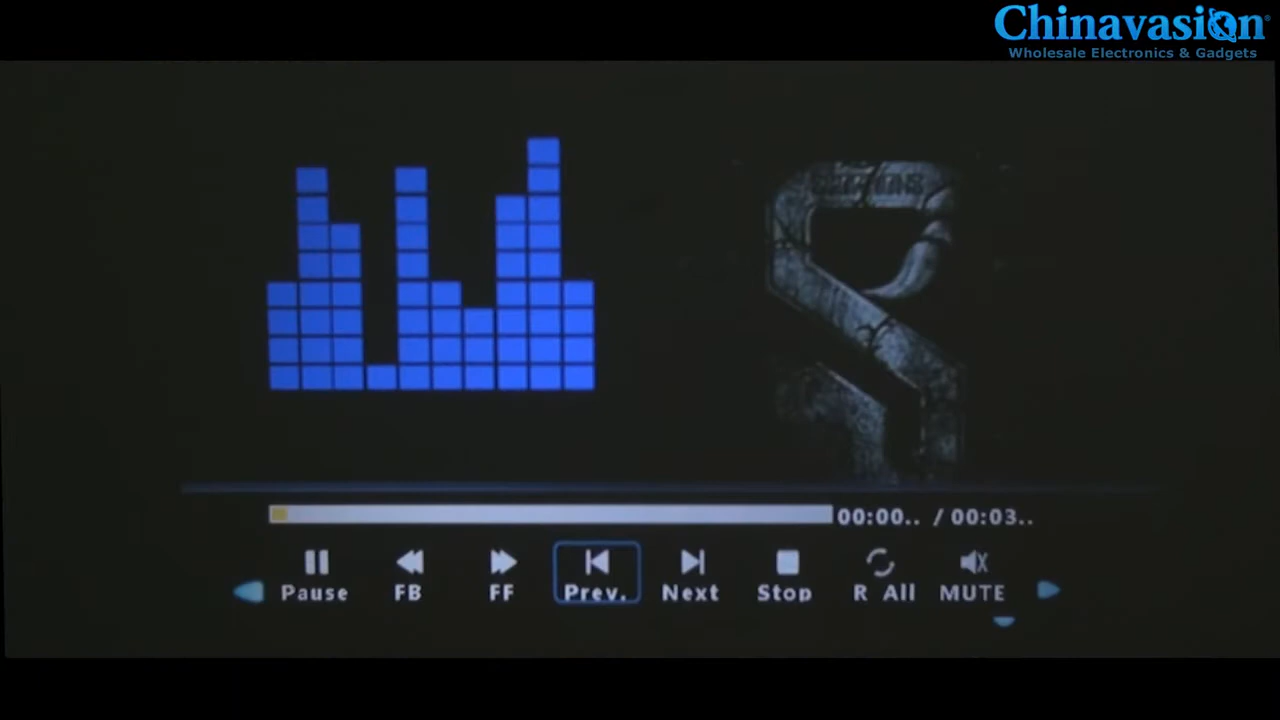 Chinavasion®
Wholesale Electronics & Gadgets
00:00.. / 00:03..
Pause FB FF Prev. Next Stop R All MUTE